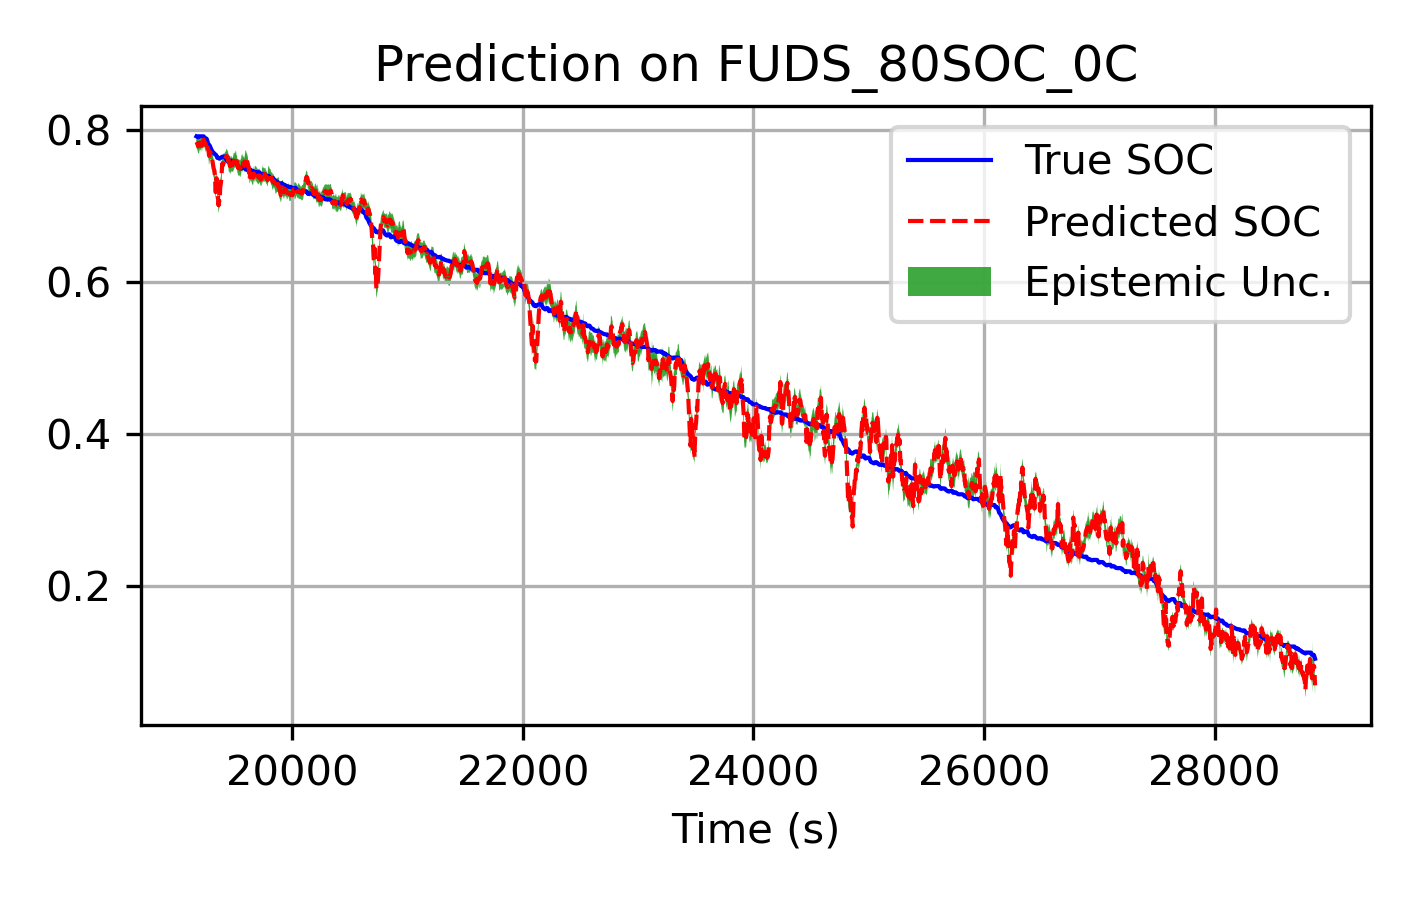 Prediction on FUDS_80SOC_0C
0.8
0.6
0.4
0.2
True SOC
Predicted SOC
Epistemic Unc.
20000 22000 24000 26000 28000
Time (s)